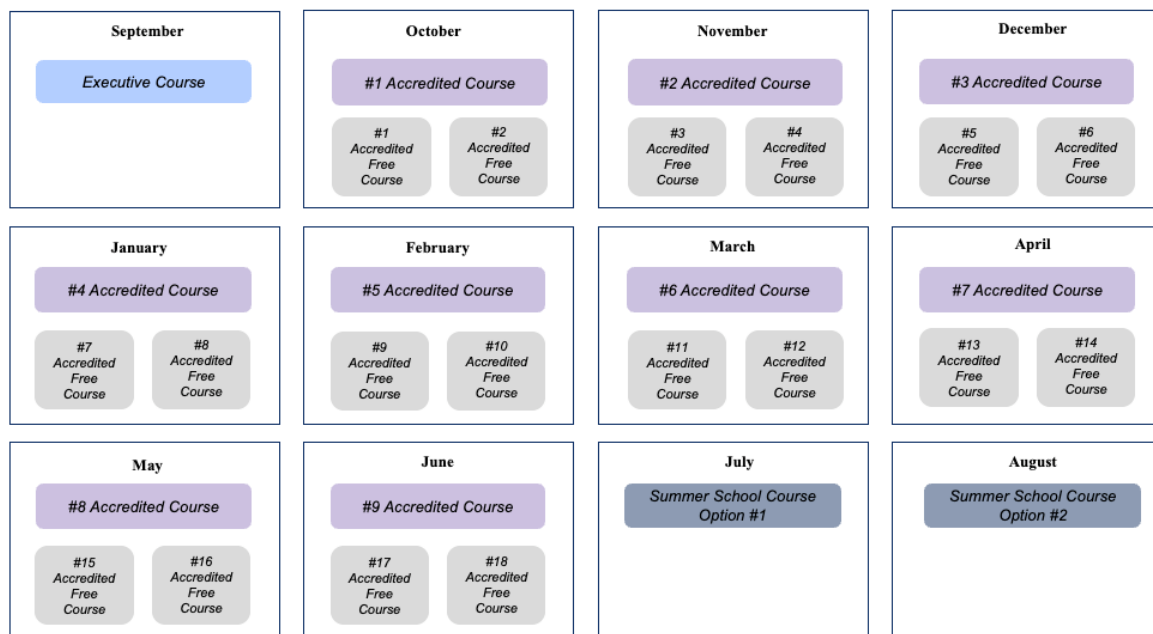 September
Executive Course
October
#1 Accredited Course
#1
Accredited
Free
Course
#2
Accredited
Free
Course
November
#2 Accredited Course
#3
Accredited
Free
Course
#4
Accredited
Free
Course
December
#3 Accredited Course
#5
Accredited
Free
Course
#6
Accredited
Free
Course
January
#4 Accredited Course
#7
Accredited
Free
Course
#8
Accredited
Free
Course
February
#5 Accredited Course
#9
Accredited
Free
Course
#10
Accredited
Free
Course
March
#6 Accredited Course
#11
Accredited
Free
Course
#12
Accredited
Free
Course
April
#7 Accredited Course
#13
Accredited
Free
Course
#14
Accredited
Free
Course
May
#8 Accredited Course
#15
Accredited
Free
Course
#16
Accredited
Free
Course
June
#9 Accredited Course
#17
Accredited
Free
Course
#18
Accredited
Free
Course
July
Summer School Course
Option #1
August
Summer School Course
Option #2